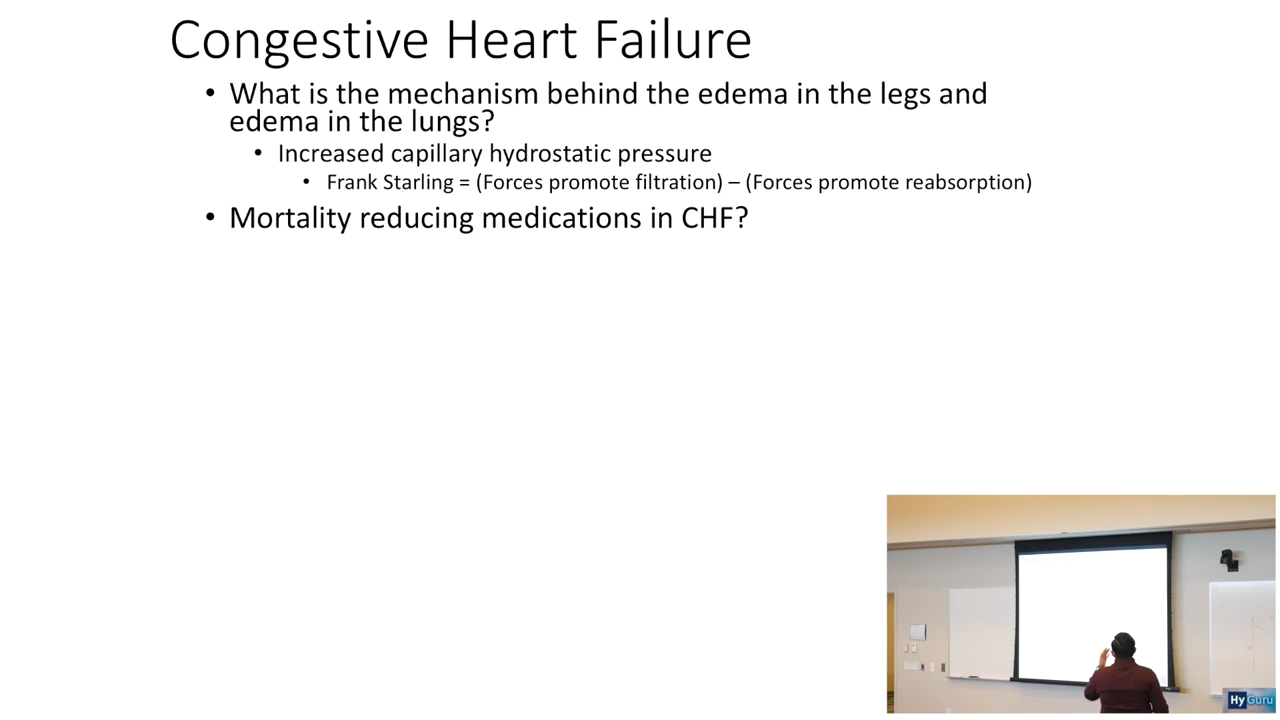 Congestive Heart Failure
• What is the mechanism behind the edema in the legs and
edema in the lungs?
• Increased capillary hydrostatic pressure
• Frank Starling = (Forces promote filtration) – (Forces promote reabsorption)
• Mortality reducing medications in CHF?
HyGuru